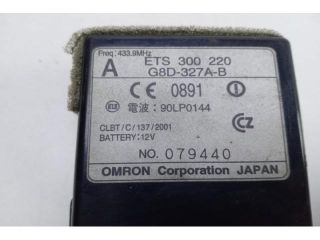 Freq.:433.9MHz
A ETS 300 220
G8D-327A-B
CE 0891
電波:90LP0144
CLBT/C/137/2001
BATTERY:12V
CZ
NO. 079440
OMRON Corporation JAPAN